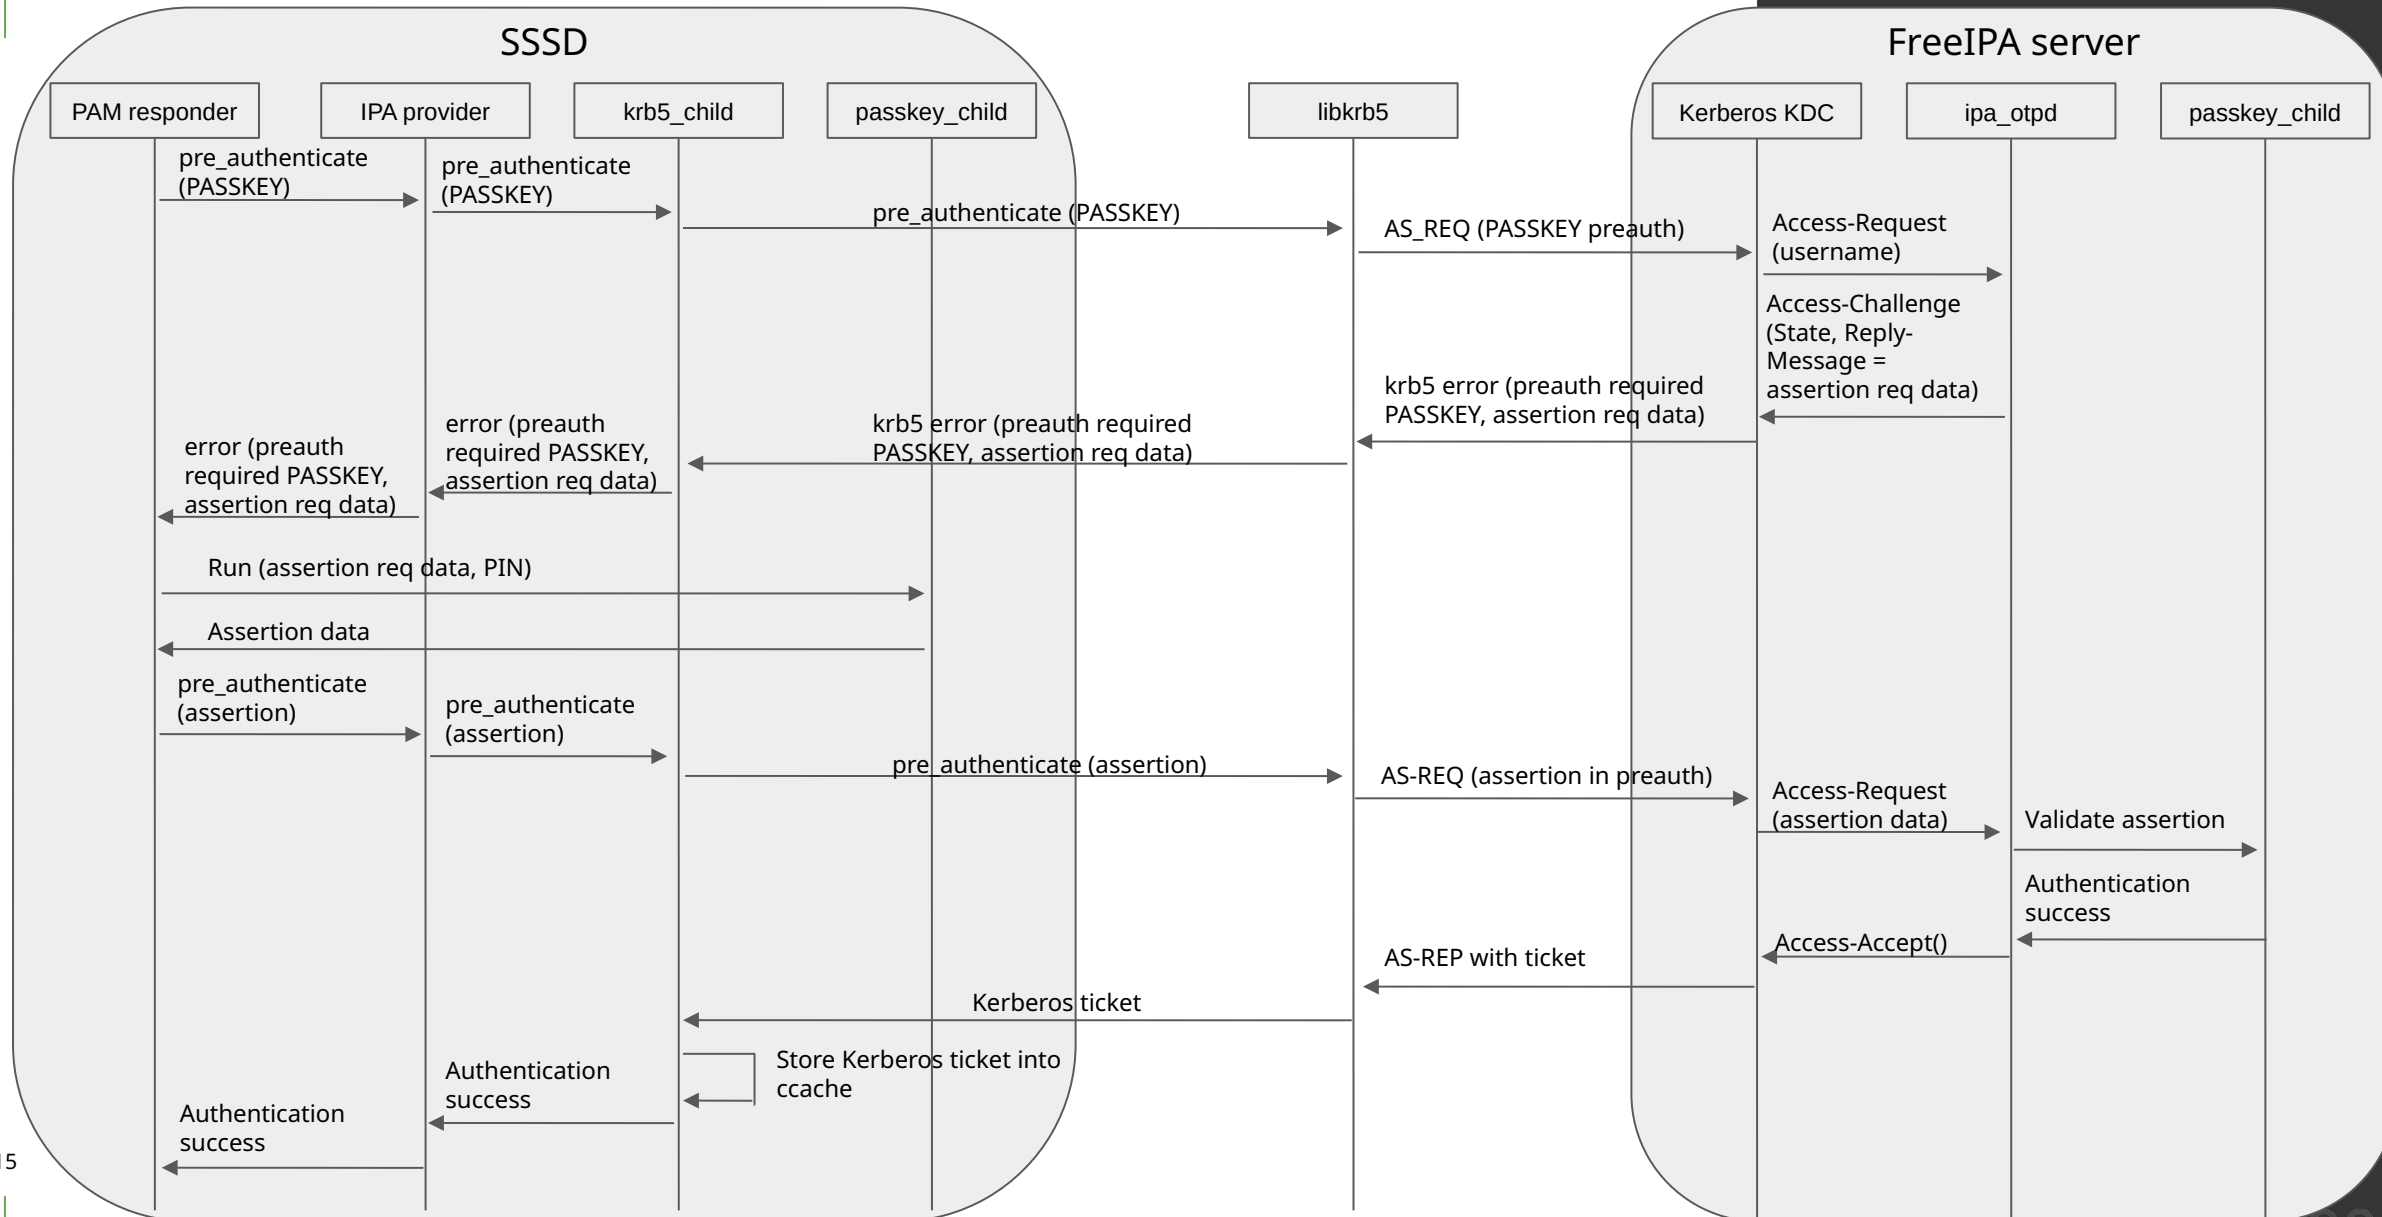 SSSD
FreeIPA server
PAM responder
IPA provider
krb5_child
passkey_child
libkrb5
Kerberos KDC
ipa_otpd
passkey_child
pre_authenticate
(PASSKEY)
pre_authenticate
(PASSKEY)
pre_authenticate (PASSKEY)
AS_REQ (PASSKEY preauth)
Access-Request
(username)
Access-Challenge
(State, Reply-
Message =
assertion req data)
krb5 error (preauth required
PASSKEY, assertion req data)
krb5 error (preauth required
PASSKEY, assertion req data)
error (preauth
required PASSKEY,
assertion req data)
error (preauth
required PASSKEY,
assertion req data)
Run (assertion req data, PIN)
Assertion data
pre_authenticate
(assertion)
pre_authenticate
(assertion)
pre_authenticate (assertion)
AS-REQ (assertion in preauth)
Access-Request
(assertion data)
Validate assertion
Authentication
success
Access-Accept()
AS-REP with ticket
Kerberos ticket
Store Kerberos ticket into
ccache
Authentication
success
Authentication
success
15